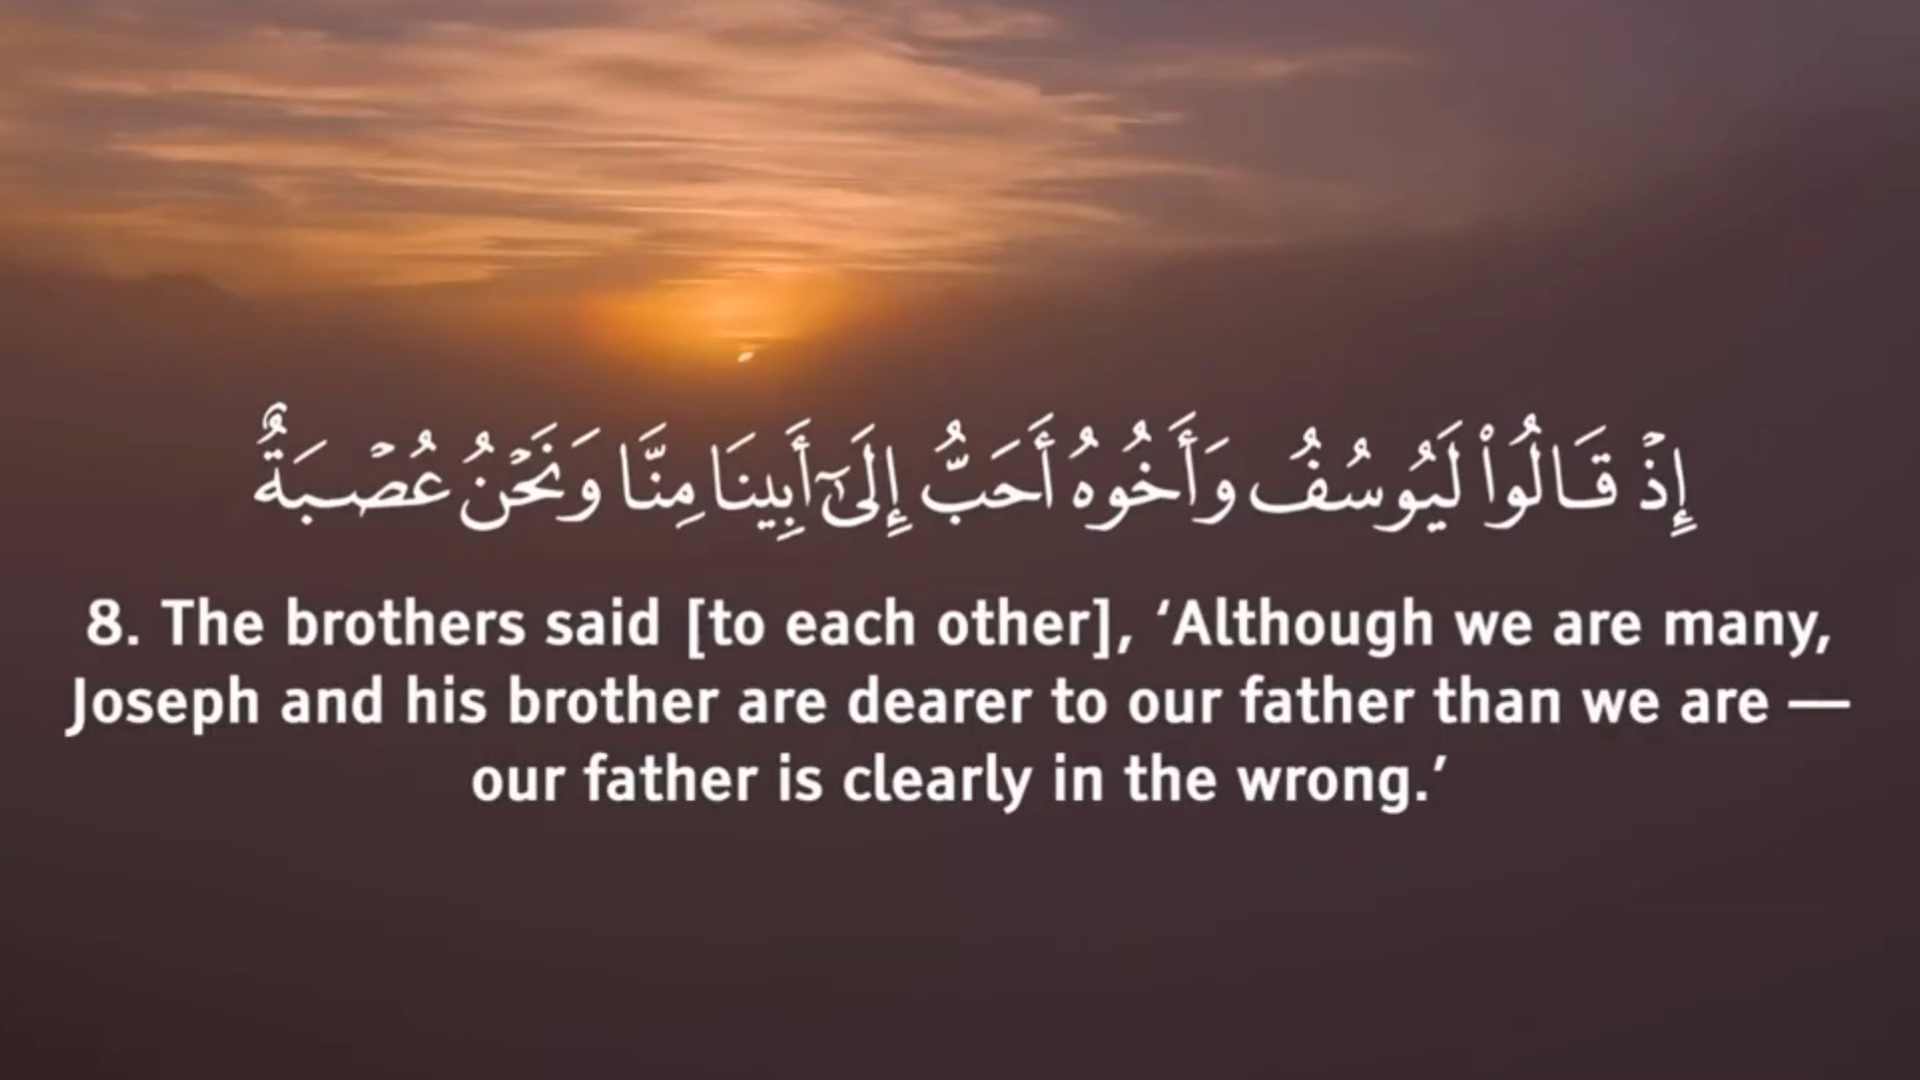 إِذۡ قَالُواْ لَيُوسُفُ وَأَخُوهُ أَحَبُّ إِلَىٰٓ أَبِينَا مِنَّا وَنَحۡنُ عُصۡبَةٌ
8. The brothers said [to each other], ‘Although we are many,
Joseph and his brother are dearer to our father than we are —
our father is clearly in the wrong.’